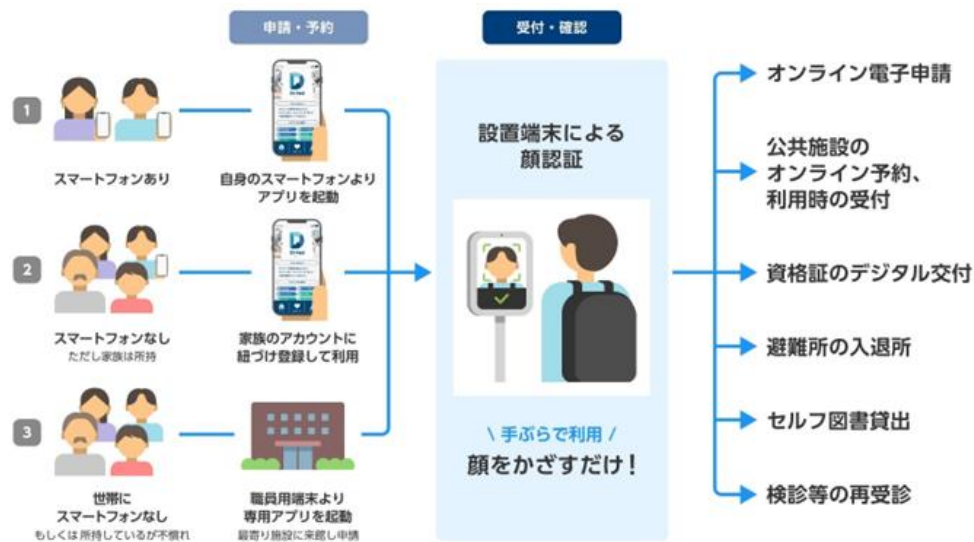 申請・予約
受付・確認
1
スマートフォンあり
自身のスマートフォンより
アプリを起動
2
スマートフォンなし
ただし家族は所持
家族のアカウントに
紐づけ登録して利用
3
世帯に
スマートフォンなし
もしくは 所持しているが不慣れ
職員用端末より
専用アプリを起動
最寄り施設に来館し申請
設置端末による
顔認証
\ 手ぶらで利用 /
顔をかざすだけ！
オンライン電子申請
公共施設の
オンライン予約、
利用時の受付
資格証のデジタル交付
避難所の入退所
セルフ図書貸出
検診等の再受診